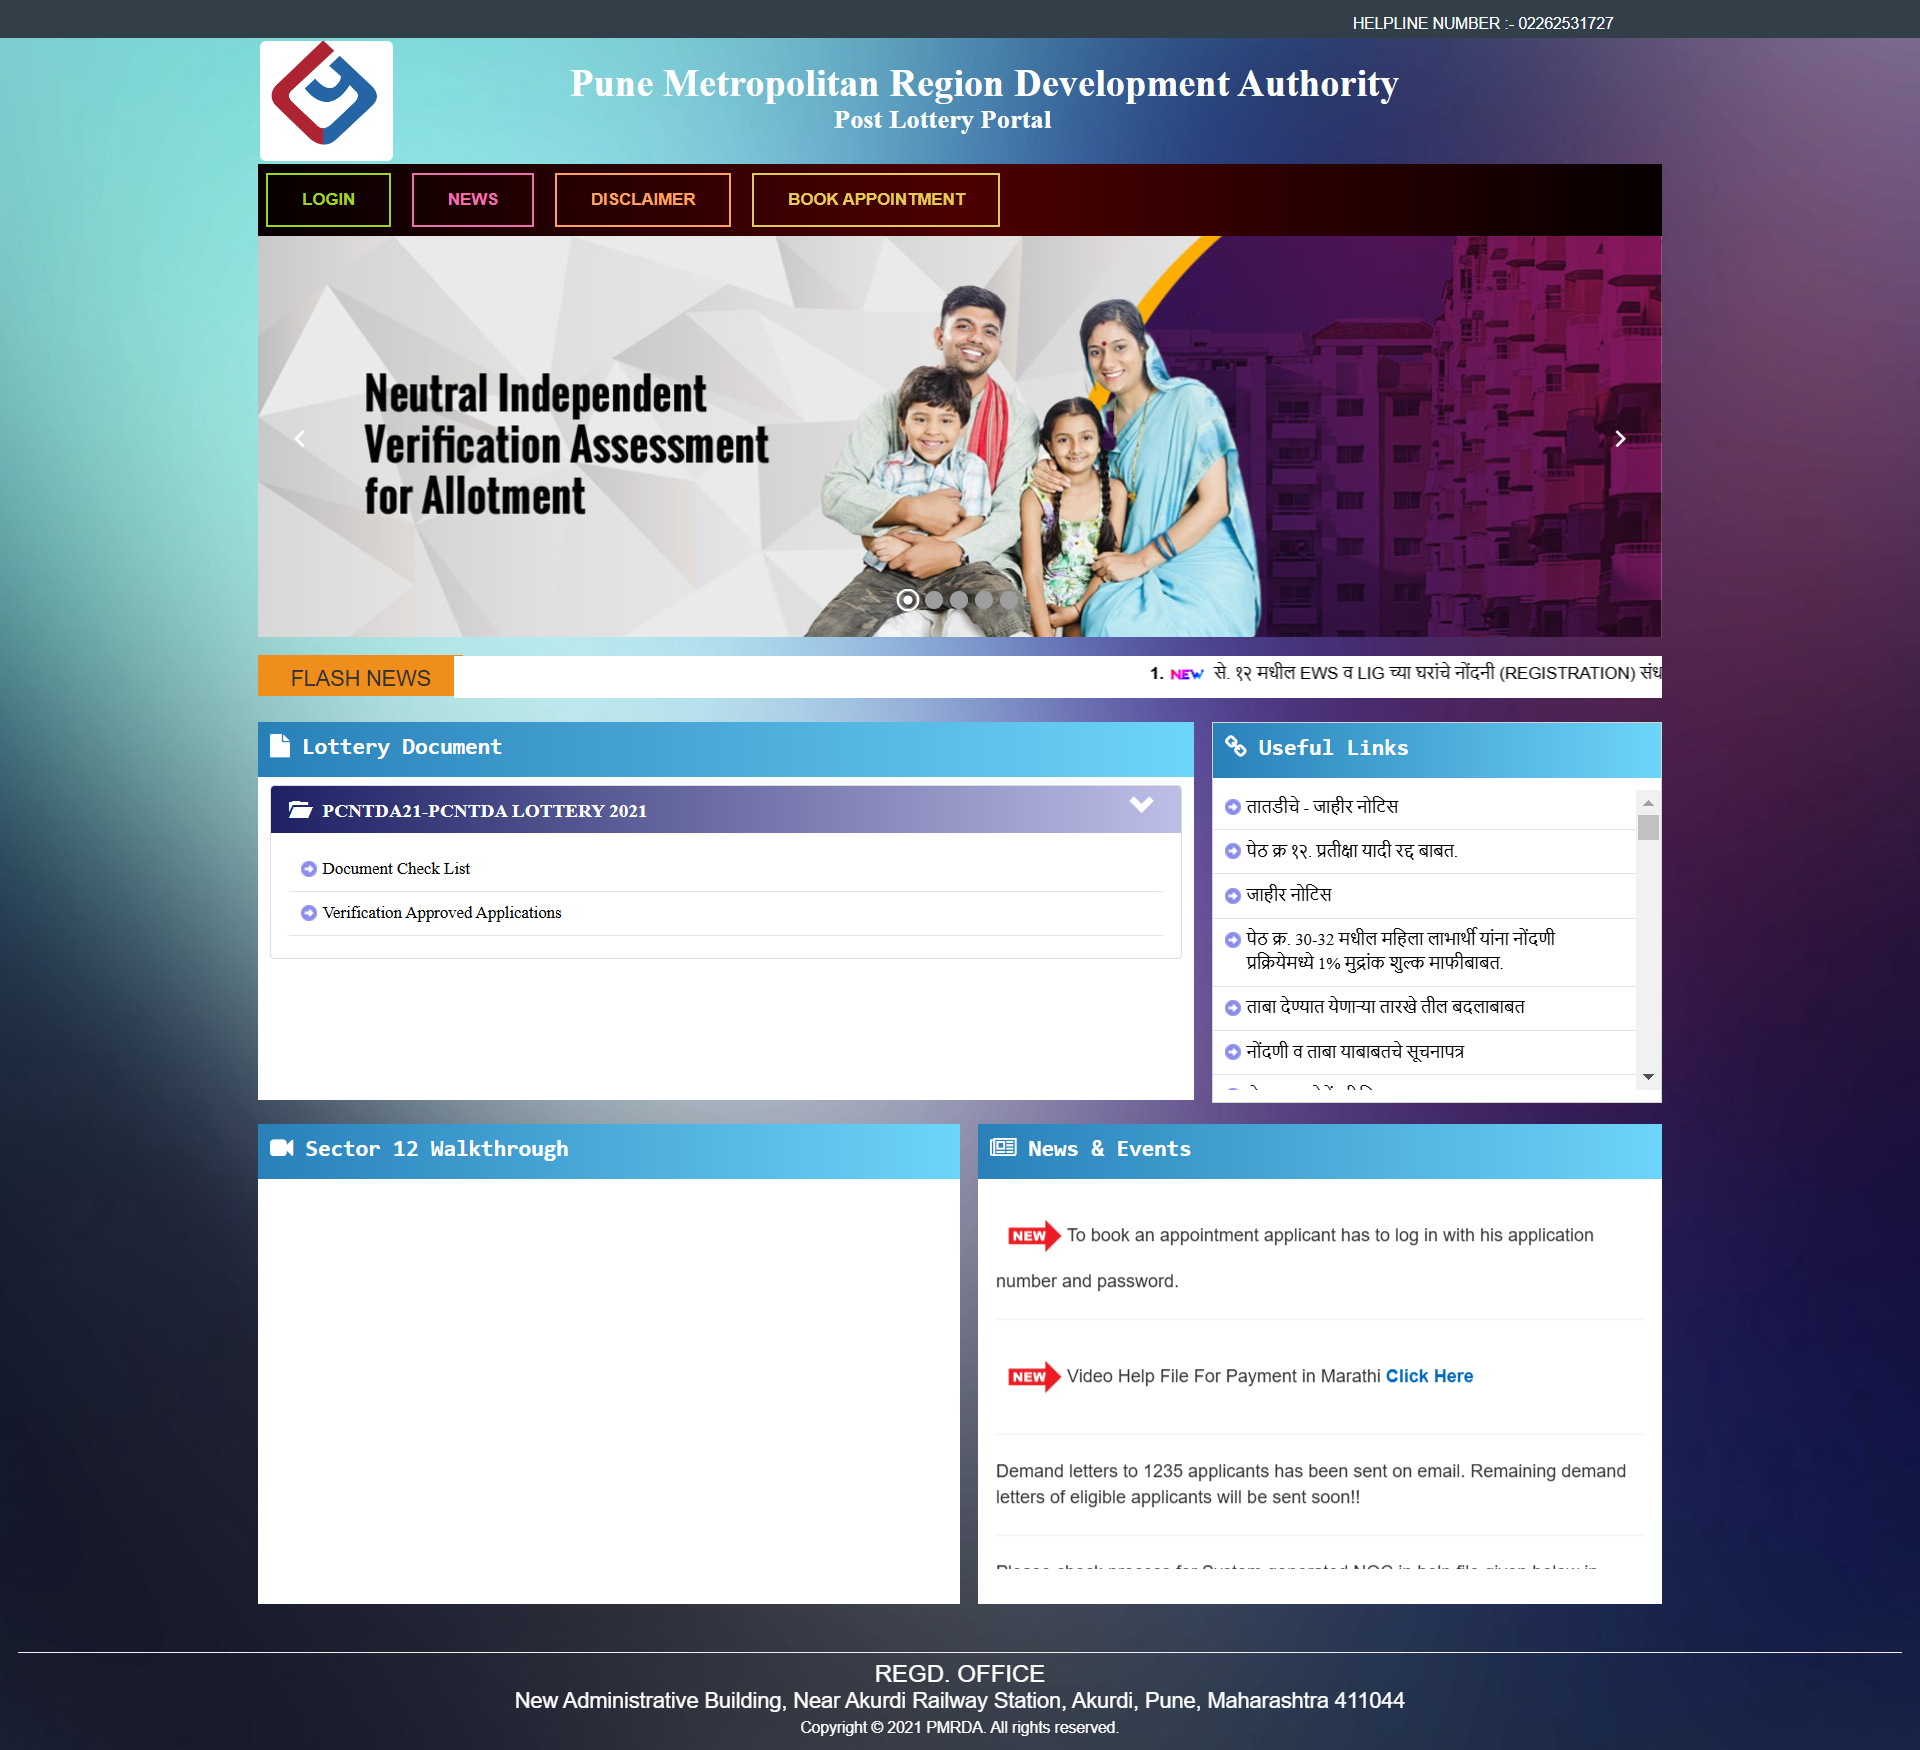 HELPLINE NUMBER :- 02262531727
Pune Metropolitan Region Development Authority
Post Lottery Portal
LOGIN
NEWS
DISCLAIMER
BOOK APPOINTMENT
Neutral Independent
Verification Assessment
for Allotment
FLASH NEWS
1. NEW से. १२ मधील EWS व LIG च्या घरांचे नोंदनी (REGISTRATION)
Lottery Document
PCNTDA21-PCNTDA LOTTERY 2021
Document Check List
Verification Approved Applications
Useful Links
तातडीचे - जाहीर नोटिस
पेठ क्र १२. प्रतीक्षा यादी रद्द बाबत.
जाहीर नोटिस
पेठ क्र. 30-32 मधील महिला लाभार्थी यांना नोंदणी
प्रक्रियेमध्ये 1% मुद्रांक शुल्क माफीबाबत.
ताबा देण्यात येणाऱ्या तारखे तील बदलाबाबत
नोंदणी व ताबा याबाबतचे सूचनापत्र
Sector 12 Walkthrough
News & Events
NEW To book an appointment applicant has to log in with his application
number and password.
NEW Video Help File For Payment in Marathi Click Here
Demand letters to 1235 applicants has been sent on email. Remaining demand
letters of eligible applicants will be sent soon!!
REGD. OFFICE
New Administrative Building, Near Akurdi Railway Station, Akurdi, Pune, Maharashtra 411044
Copyright © 2021 PMRDA. All rights reserved.